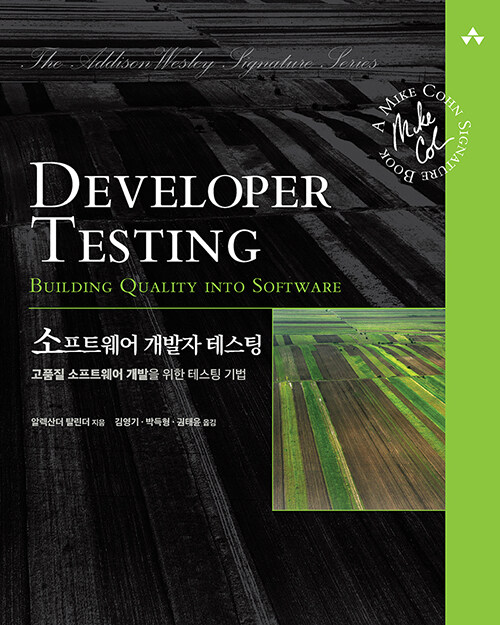 The Addison Wesley Signature Series
A MIKE COHN SIGNATURE BOOK
Mike Coh
DEVELOPER
TESTING
BUILDING QUALITY INTO SOFTWARE
소프트웨어 개발자 테스팅
고품질 소프트웨어 개발을 위한 테스팅 기법
알렉산더 탈린더 지음 김영기 · 박득형 · 권태윤 옮김